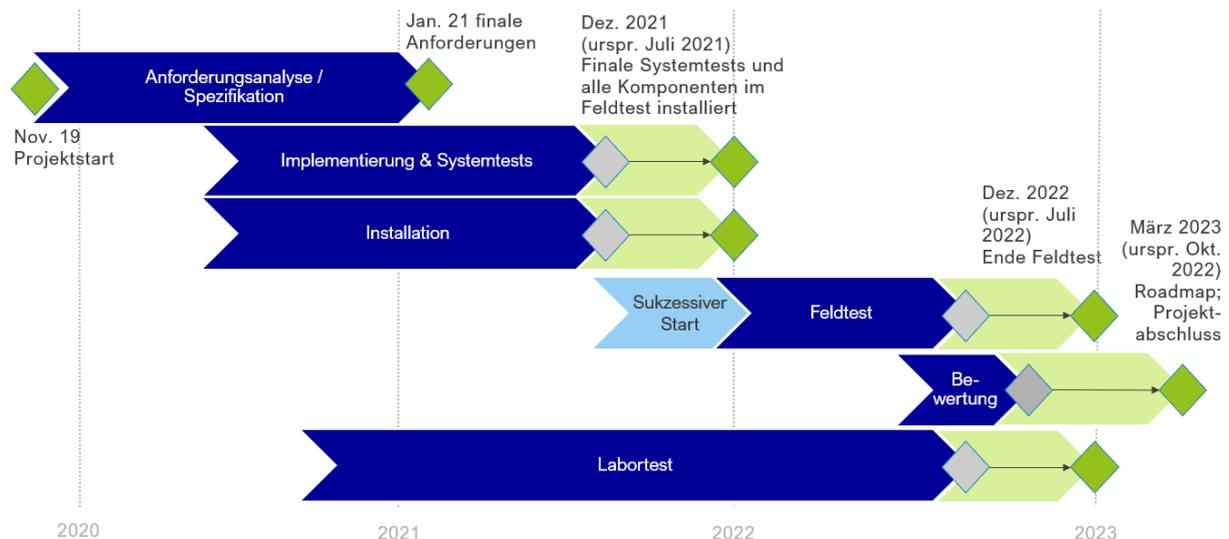 Jan. 21 finale
Anforderungen
Dez. 2021
(urspr. Juli 2021)
Finale Systemtests und
alle Komponenten im
Feldtest installiert
Anforderungsanalyse /
Spezifikation
Nov. 19
Projektstart
Implementierung & Systemtests
Installation
Dez. 2022
(urspr. Juli
2022)
Ende Feldtest
März 2023
(urspr. Okt.
2022)
Roadmap;
Projekt-
abschluss
Sukzessiver
Start
Feldtest
Be-
wertung
Labortest
2020
2021
2022
2023